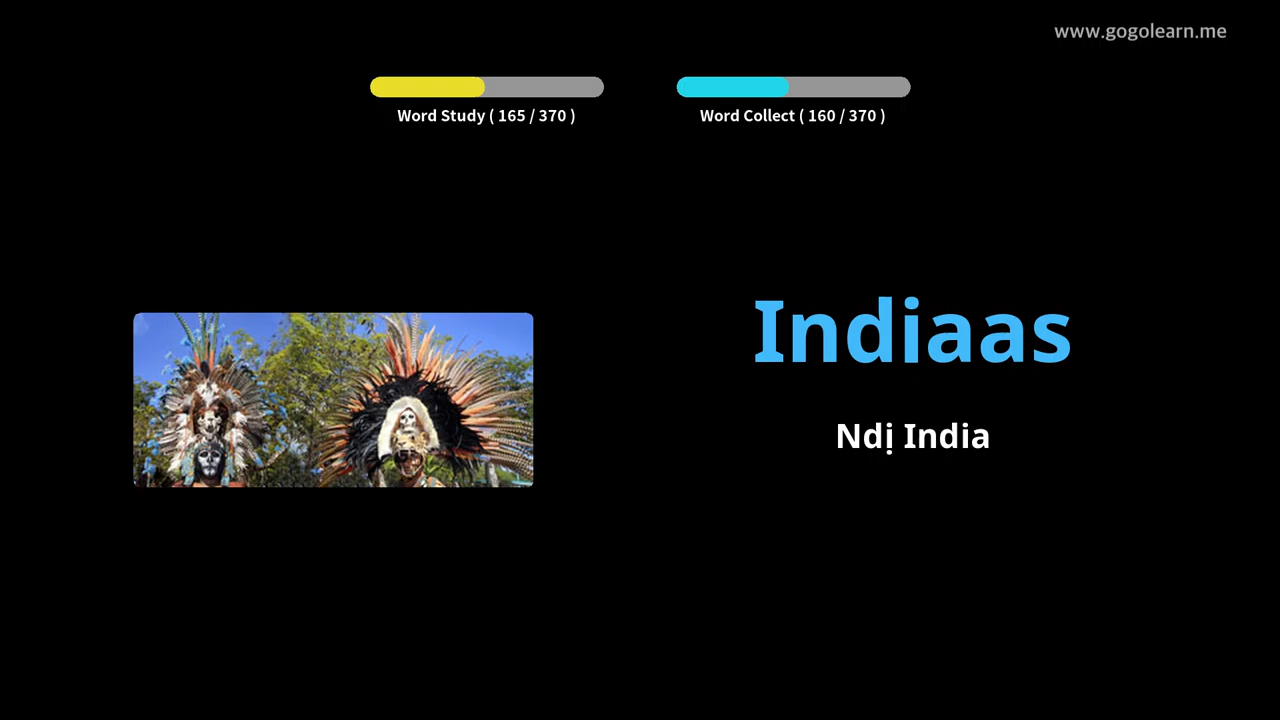 www.gogolearn.me
Word Study ( 165 / 370 )
Word Collect ( 160 / 370 )
Indiaas
Ndị India